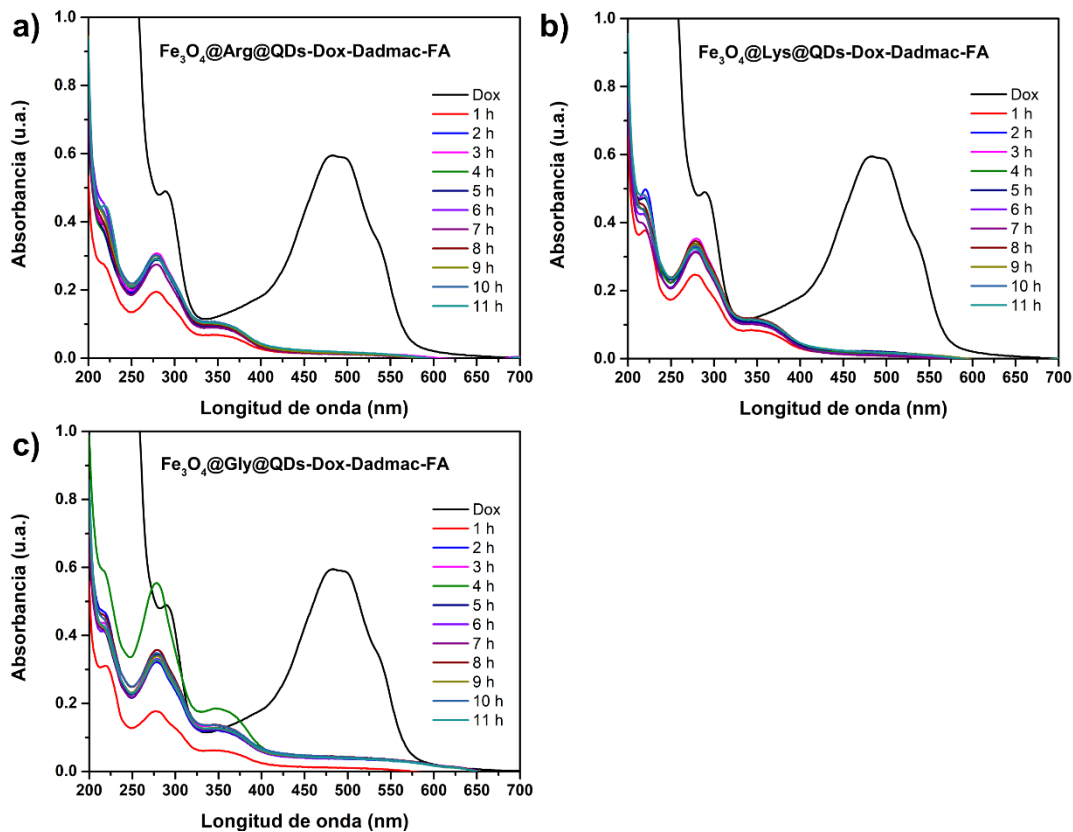 a)
Fe₃O₄@Arg@QDs-Dox-Dadmac-FA
Absorbancia (u.a.)
1.0
0.8
0.6
0.4
0.2
0.0
Dox
1 h
2 h
3 h
4 h
5 h
6 h
7 h
8 h
9 h
10 h
11 h
200 250 300 350 400 450 500 550 600 650 700
Longitud de onda (nm)
b)
Fe₃O₄@Lys@QDs-Dox-Dadmac-FA
Absorbancia (u.a.)
1.0
0.8
0.6
0.4
0.2
0.0
Dox
1 h
2 h
3 h
4 h
5 h
6 h
7 h
8 h
9 h
10 h
11 h
200 250 300 350 400 450 500 550 600 650 700
Longitud de onda (nm)
c)
Fe₃O₄@Gly@QDs-Dox-Dadmac-FA
Absorbancia (u.a.)
1.0
0.8
0.6
0.4
0.2
0.0
Dox
1 h
2 h
3 h
4 h
5 h
6 h
7 h
8 h
9 h
10 h
11 h
200 250 300 350 400 450 500 550 600 650 700
Longitud de onda (nm)